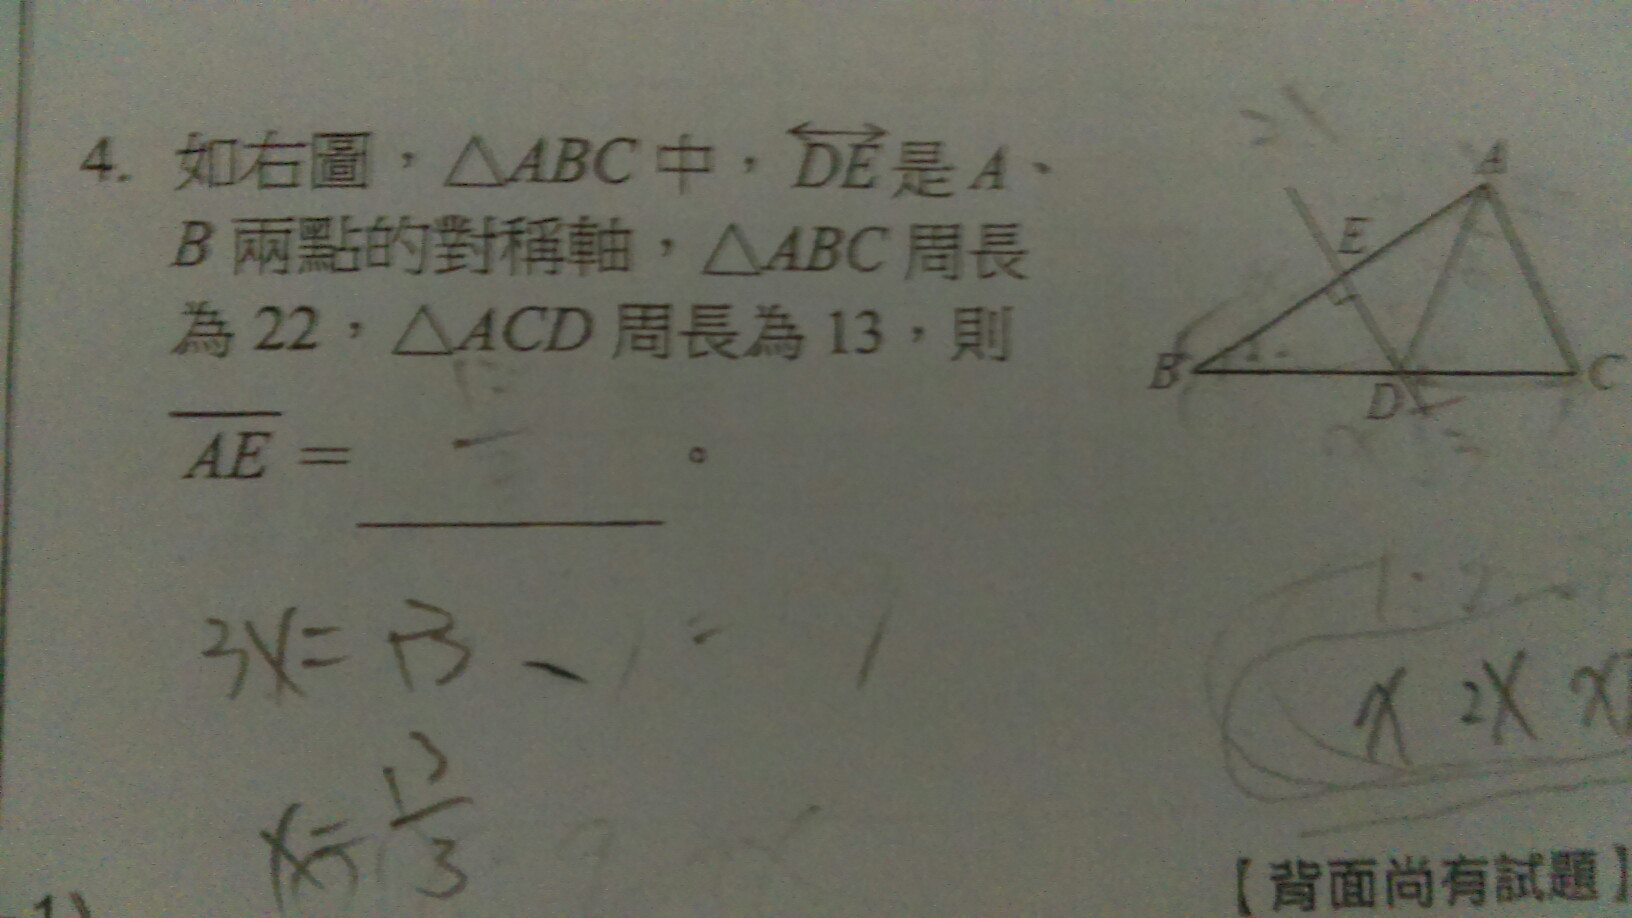 4. 如右圖，△ABC 中，DE 是 A、
B 兩點的對稱軸，△ABC 周長
為 22，△ACD 周長為 13，則
AE = ＿＿＿。
A
E
B
D
C
3x = 13
x = 13/3
x 2x x
【背面尚有試題】